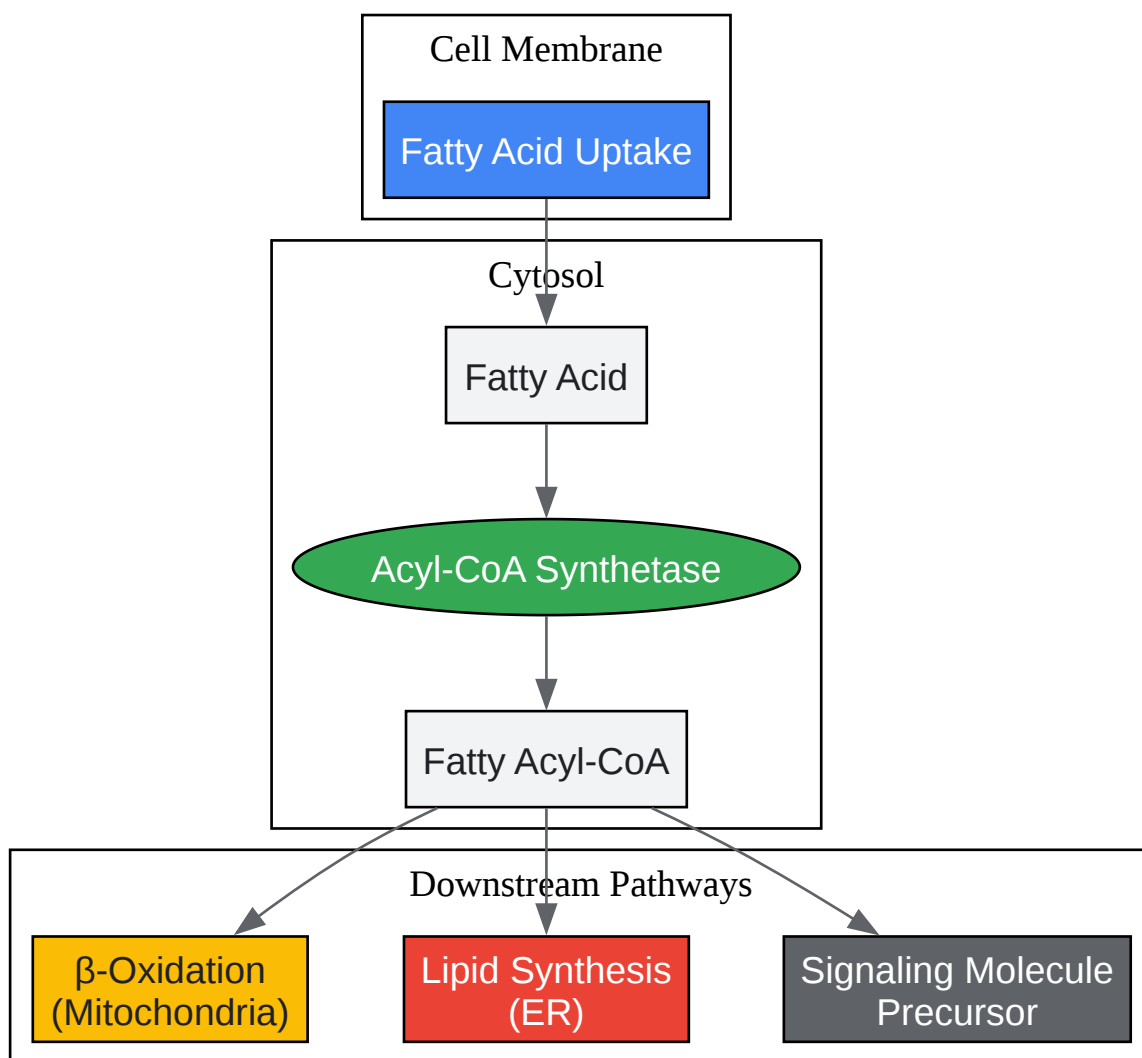 Cell Membrane
Fatty Acid Uptake
Cytosol
Fatty Acid
Acyl-CoA Synthetase
Fatty Acyl-CoA
Downstream Pathways
β-Oxidation
(Mitochondria)
Lipid Synthesis
(ER)
Signaling Molecule
Precursor